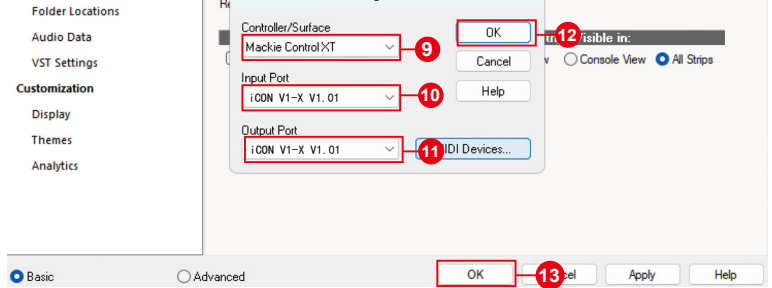 Folder Locations
Audio Data
VST Settings
Customization
Display
Themes
Analytics
Controller/Surface
Mackie Control XT
9
OK
12
Visible in:
Cancel
Console View
All Strips
Input Port
iCON V1-X V1.01
10
Help
Output Port
iCON V1-X V1.01
11
Devices...
Basic
Advanced
OK
13
Apply
Help